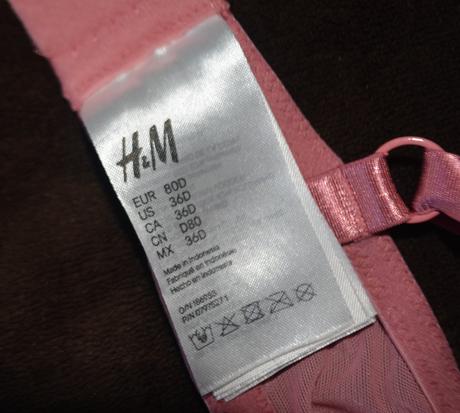 H&M
EUR 80D
US 36D
CA 36D
CN D80
MX 36D
Made in Indonesia
Fabriqué en Indonésie
Hecho en Indonesia
O/N
P/N